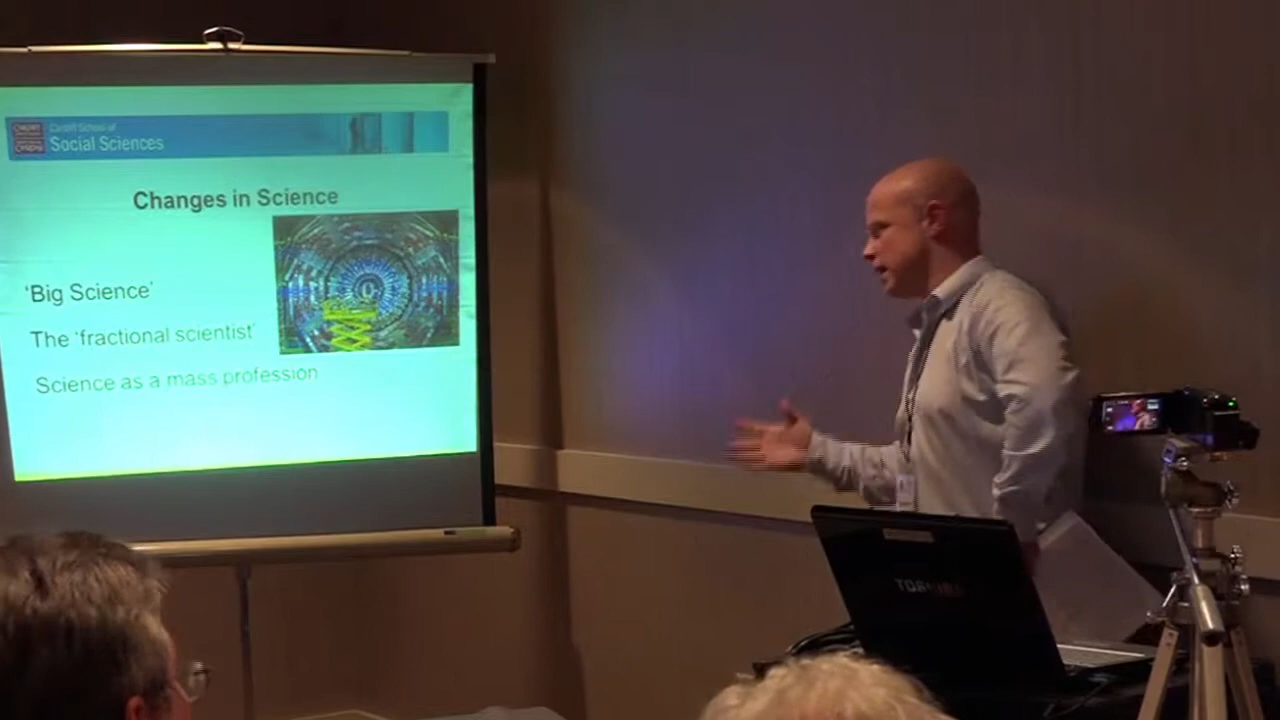 Cardiff School of
Social Sciences
Changes in Science
'Big Science'
The 'fractional scientist'
Science as a mass profession
TOSHIBA